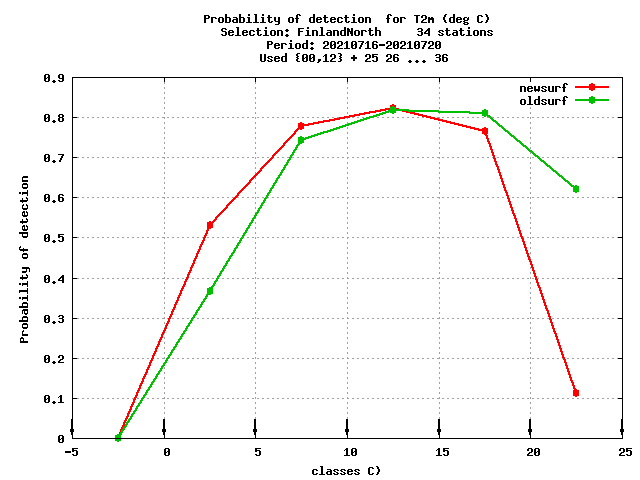 Probability of detection  for T2m (deg C)
Selection: FinlandNorth     34 stations
Period: 20210716-20210720
Used {00,12} + 25 26 ... 36
newsurf
oldsurf
Probability of detection
0.9
0.8
0.7
0.6
0.5
0.4
0.3
0.2
0.1
0
-5 0 5 10 15 20 25
classes C)